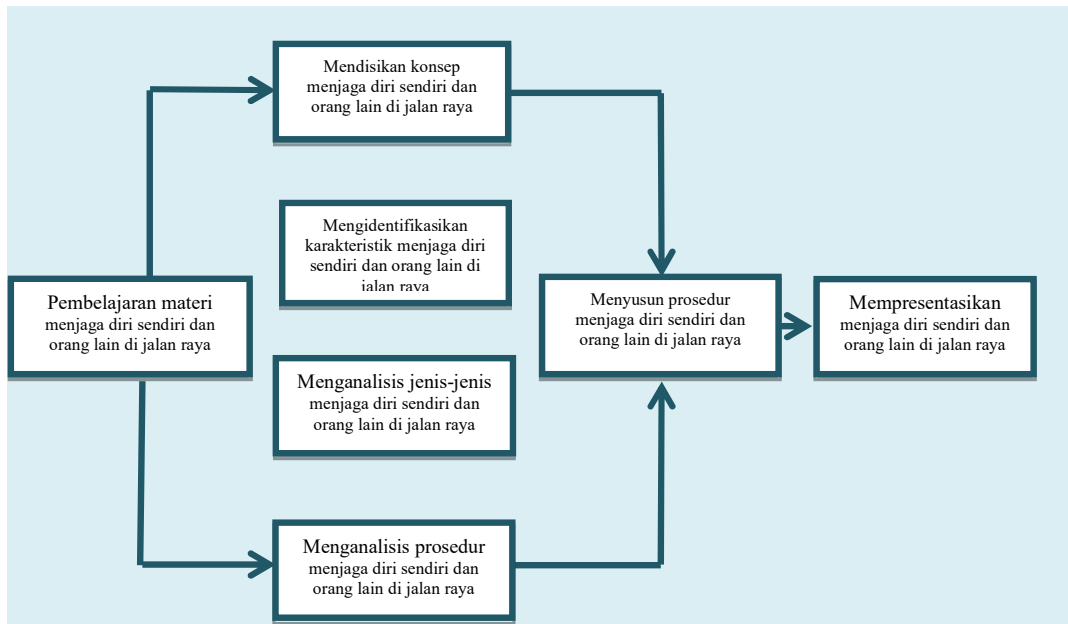 Mendisikan konsep
menjaga diri sendiri dan
orang lain di jalan raya
Mengidentifikasikan
karakteristik menjaga diri
sendiri dan orang lain di
jalan raya
Pembelajaran materi
menjaga diri sendiri dan
orang lain di jalan raya
Menganalisis jenis-jenis
menjaga diri sendiri dan
orang lain di jalan raya
Menganalisis prosedur
menjaga diri sendiri dan
orang lain di jalan raya
Menyusun prosedur
menjaga diri sendiri dan
orang lain di jalan raya
Mempresentasikan
menjaga diri sendiri dan
orang lain di jalan raya